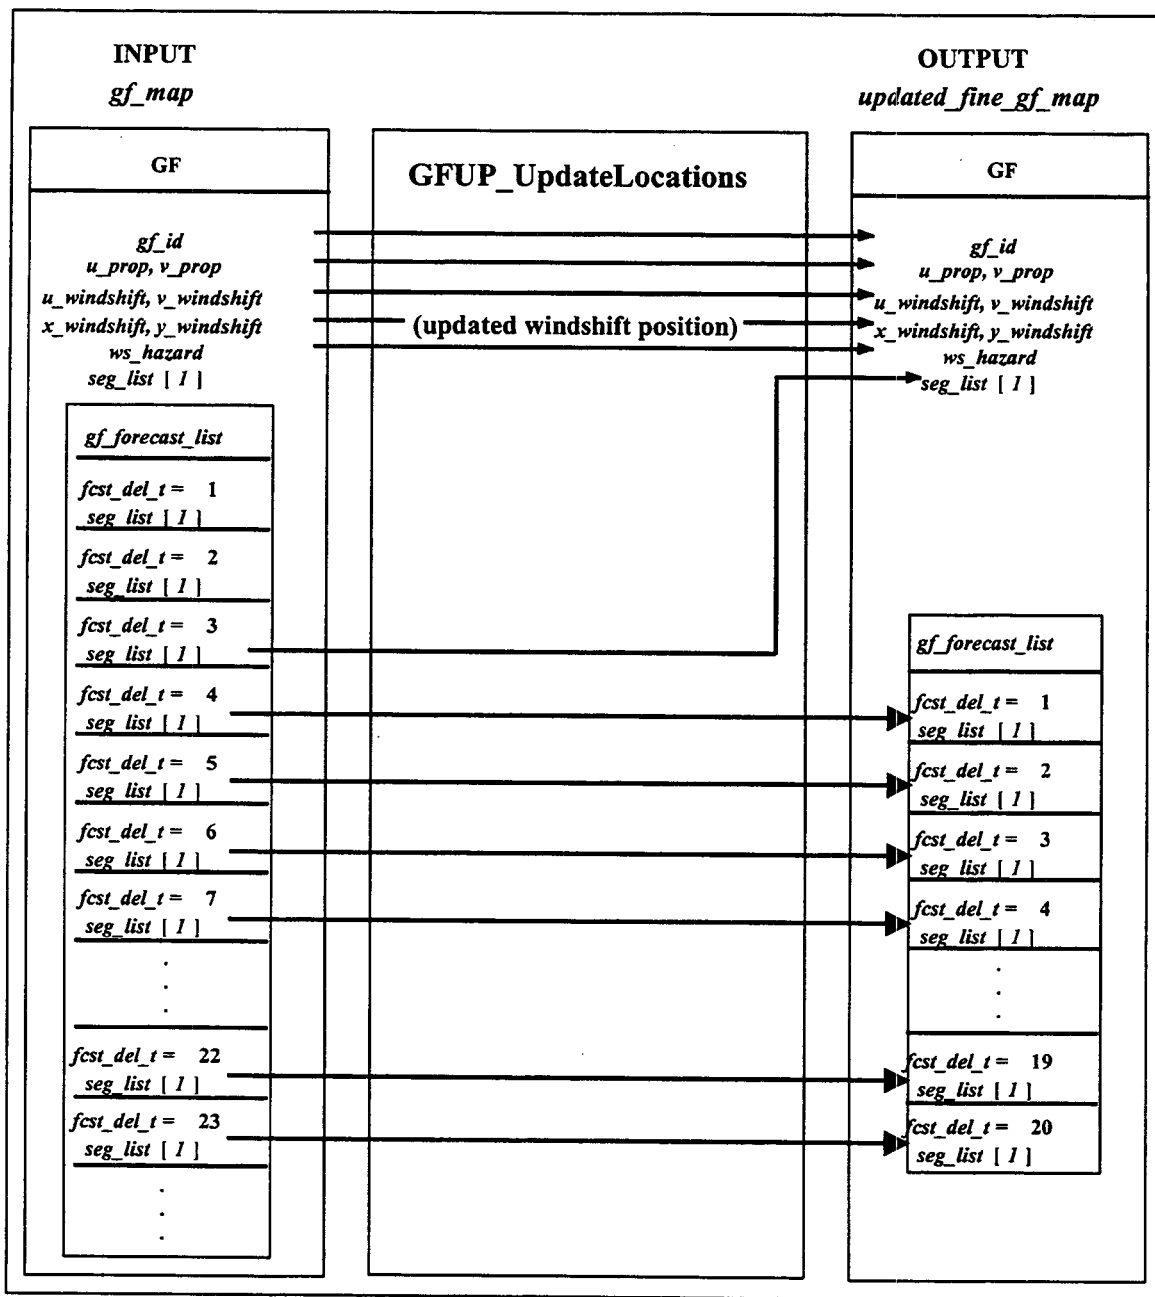 INPUT
gf_map
GF
gf_id
u_prop, v_prop
u_windshift, v_windshift
x_windshift, y_windshift
ws_hazard
seg_list [ 1 ]
gf_forecast_list
fcst_del_t = 1
seg_list [ 1 ]
fcst_del_t = 2
seg_list [ 1 ]
fcst_del_t = 3
seg_list [ 1 ]
fcst_del_t = 4
seg_list [ 1 ]
fcst_del_t = 5
seg_list [ 1 ]
fcst_del_t = 6
seg_list [ 1 ]
fcst_del_t = 7
seg_list [ 1 ]
.
.
.
fcst_del_t = 22
seg_list [ 1 ]
fcst_del_t = 23
seg_list [ 1 ]
.
.
.
GFUP_UpdateLocations
(updated windshift position)
OUTPUT
updated_fine_gf_map
GF
gf_id
u_prop, v_prop
u_windshift, v_windshift
x_windshift, y_windshift
ws_hazard
seg_list [ 1 ]
gf_forecast_list
fcst_del_t = 1
seg_list [ 1 ]
fcst_del_t = 2
seg_list [ 1 ]
fcst_del_t = 3
seg_list [ 1 ]
fcst_del_t = 4
seg_list [ 1 ]
.
.
.
fcst_del_t = 19
seg_list [ 1 ]
fcst_del_t = 20
seg_list [ 1 ]